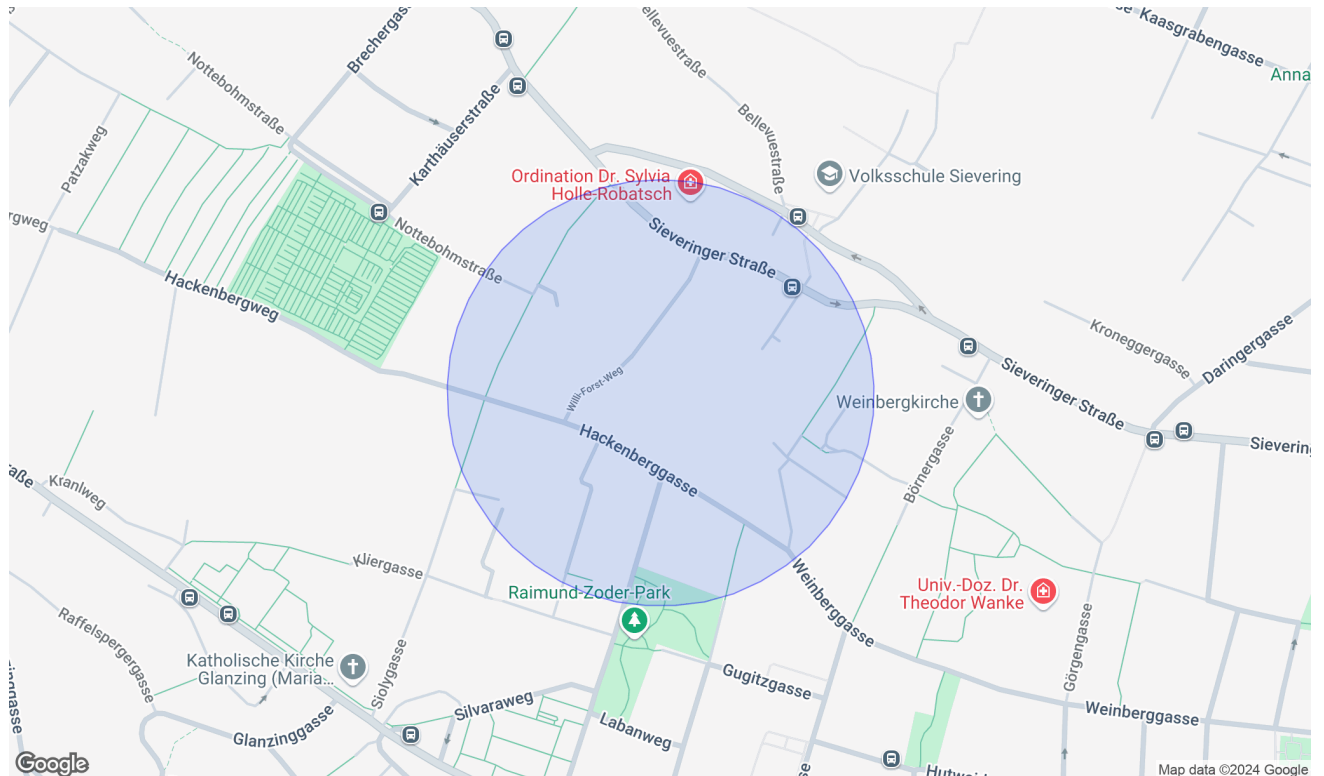 Brechergasse
Bellevuestraße
Kaasgrabengasse
Anna
Nottebohmstraße
Karthäuserstraße
Bellevuestraße
Patzakweg
Ordination Dr. Sylvia
Holle-Robatsch
Volksschule Sievering
Nottebohmstraße
Sieveringer Straße
Hackenbergweg
Kroneggergasse
Daringergasse
Sieveringer Straße
Willi-Forst-Weg
Weinbergkirche
Hackenberggasse
Börnergasse
Kranlweg
Kliergasse
Raimund-Zoder-Park
Weinberggasse
Univ.-Doz. Dr.
Theodor Wanke
Raffelspergergasse
Katholische Kirche
Glanzing (Maria...
Siolygasse
Görgengasse
Gugitzgasse
Silvaraweg
Glanzinggasse
Labanweg
Weinberggasse
Google
Map data ©2024 Google